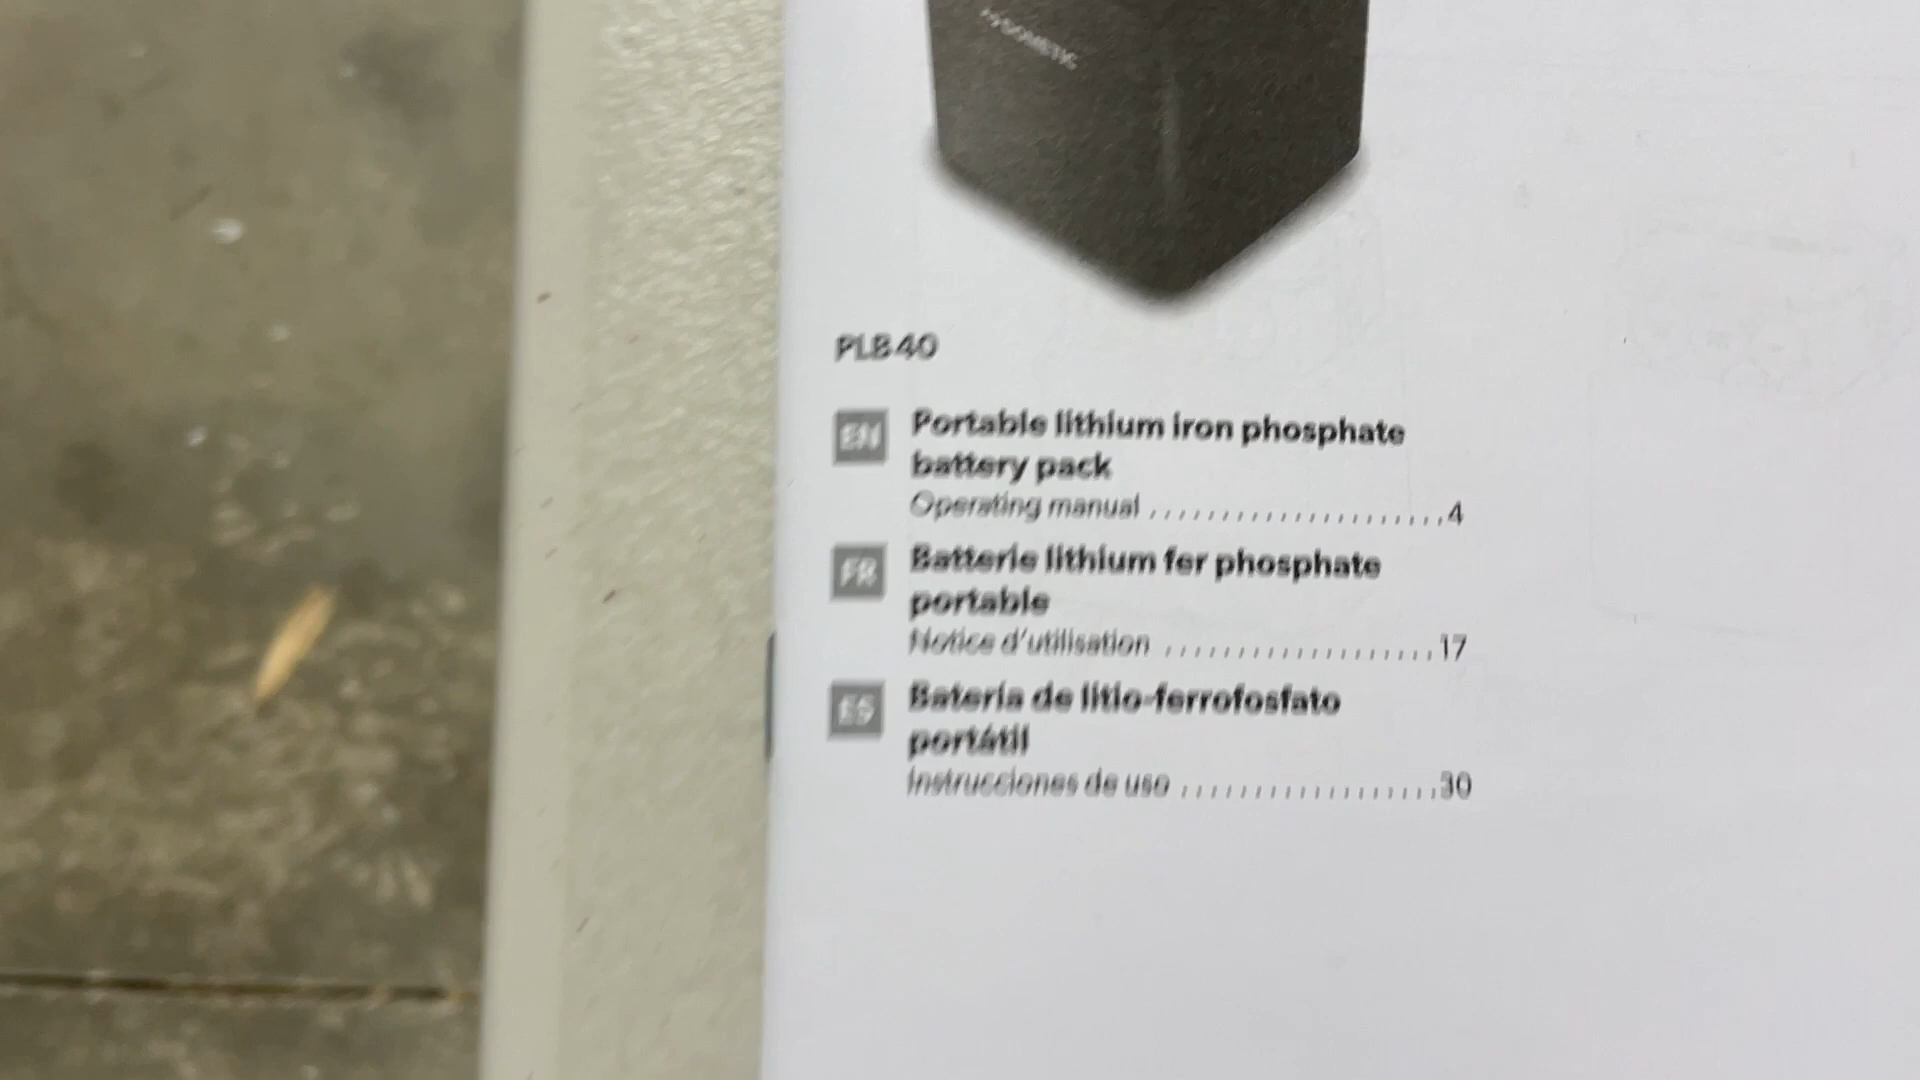 DOMETIC
PLB40
EN Portable lithium iron phosphate
battery pack
Operating manual .....................4
FR Batterie lithium fer phosphate
portable
Notice d'utilisation ...................17
ES Batería de litio-ferrofosfato
portátil
Instrucciones de uso ..................30